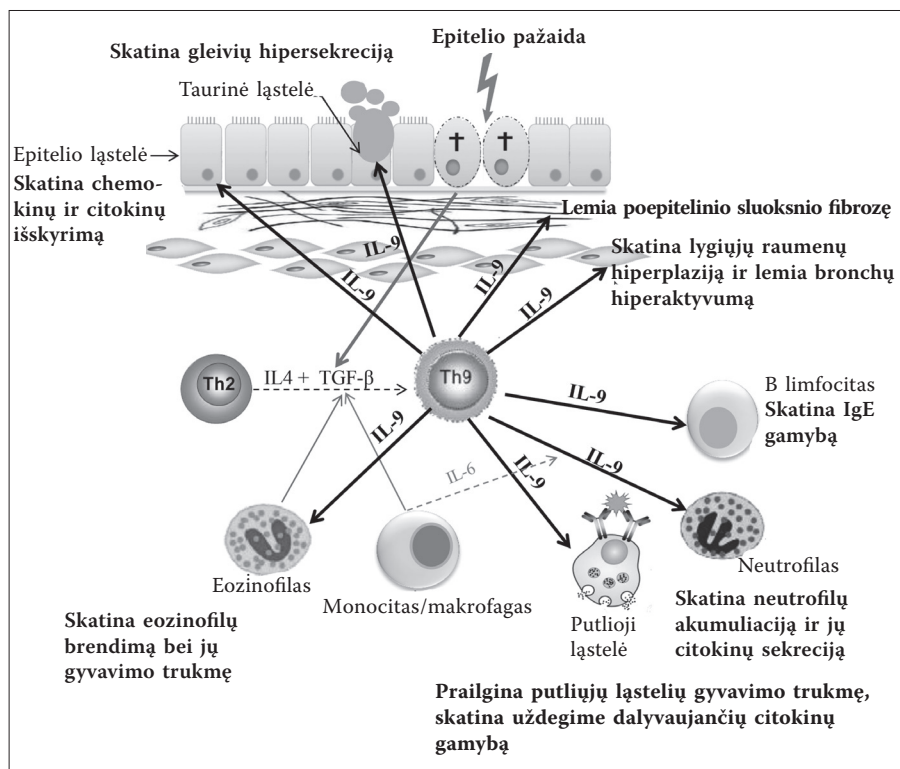 Epitelio pažaida
Skatina gleivių hipersekreciją
Taurinė ląstelė
Epitelio ląstelė
Skatina chemo-
kinų ir citokinų
išskyrimą
Lemia poepitelinio sluoksnio fibrozę
Skatina lygiųjų raumenų
hiperplaziją ir lemia bronchų
hiperaktyvumą
IL-9
IL-9
IL-9
IL-9
Th2
IL4 + TGF-β
Th9
IL-9
B limfocitas
Skatina IgE
gamybą
IL-9
IL-9
IL-9
IL-6
Eozinofilas
Skatina eozinofilų
brendimą bei jų
gyvavimo trukmę
Monocitas/makrofagas
Putlioji
ląstelė
Neutrofilas
Skatina neutrofilų
akumuliaciją ir jų
citokinų sekreciją
Prailgina putliųjų ląstelių gyvavimo trukmę,
skatina uždegime dalyvaujančių citokinų
gamybą